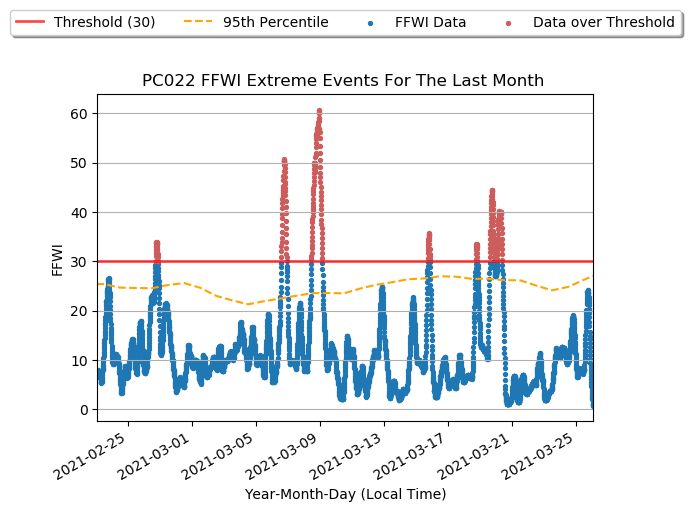 Threshold (30) 95th Percentile FFWI Data Data over Threshold
PC022 FFWI Extreme Events For The Last Month
FFWI
60
50
40
30
20
10
0
2021-02-25 2021-03-01 2021-03-05 2021-03-09 2021-03-13 2021-03-17 2021-03-21 2021-03-25
Year-Month-Day (Local Time)